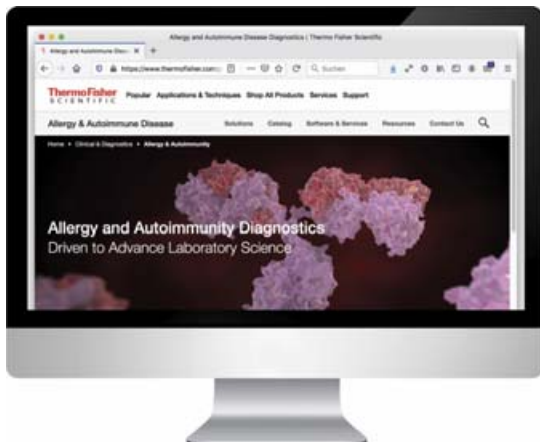 Allergy and Autoimmune Disease Diagnostics | Thermo Fisher Scientific
Allergy and Autoimmune Disea
https://www.thermofisher.com
Suchen
ThermoFisher
SCIENTIFIC
Popular Applications & Techniques Shop All Products Services Support
Allergy & Autoimmune Disease Solutions Catalog Software & Services Resources Contact Us
Home Clinical & Diagnostics Allergy & Autoimmunity
Allergy and Autoimmunity Diagnostics
Driven to Advance Laboratory Science